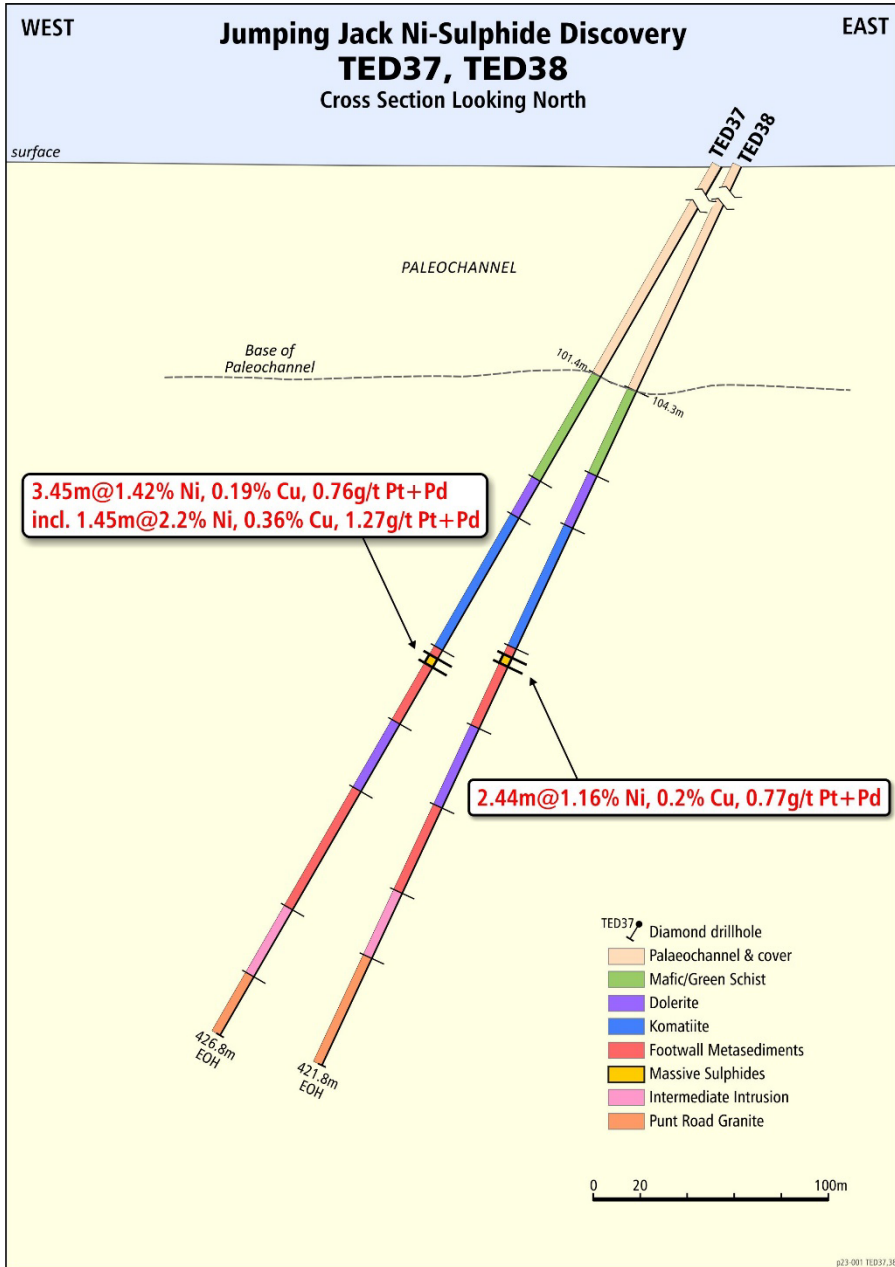 WEST
EAST
Jumping Jack Ni-Sulphide Discovery
TED37, TED38
Cross Section Looking North
TED37
TED38
surface
PALEOCHANNEL
Base of
Paleochannel
101.4m
104.3m
3.45m@1.42% Ni, 0.19% Cu, 0.76g/t Pt+Pd
incl. 1.45m@2.2% Ni, 0.36% Cu, 1.27g/t Pt+Pd
2.44m@1.16% Ni, 0.2% Cu, 0.77g/t Pt+Pd
426.8m
EOH
421.8m
EOH
TED37
Diamond drillhole
Palaeochannel & cover
Mafic/Green Schist
Dolerite
Komatiite
Footwall Metasediments
Massive Sulphides
Intermediate Intrusion
Punt Road Granite
0 20 100m
p23-001 TED37,38